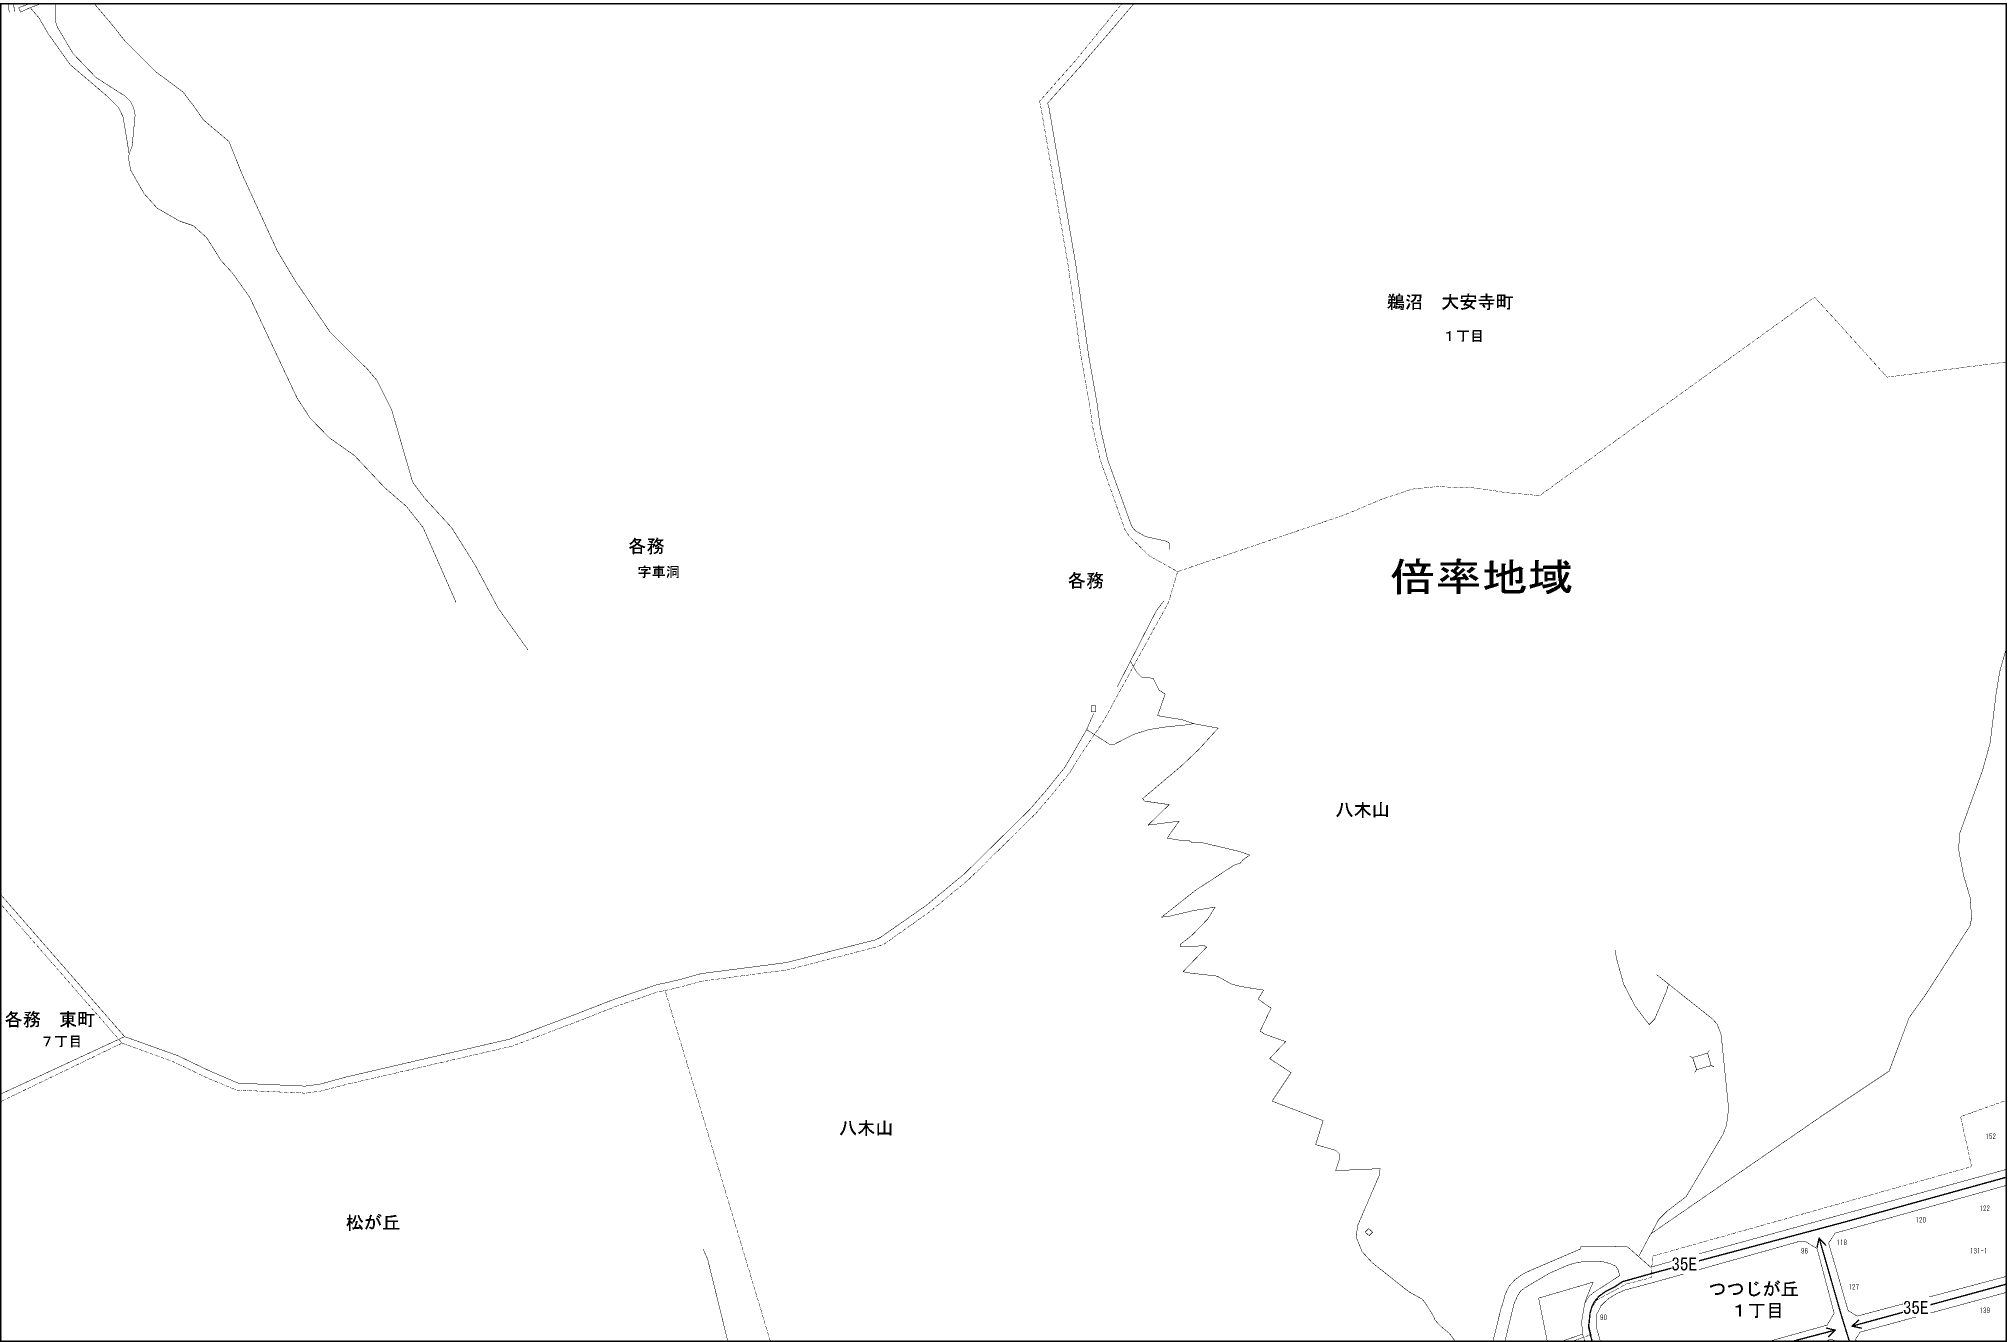 鵜沼　大安寺町
1丁目
各務
字車洞
各務
倍率地域
八木山
各務　東町
7丁目
八木山
松が丘
152
122
120
118
96
131-1
35E
つつじが丘
1丁目
127
35E
139
90